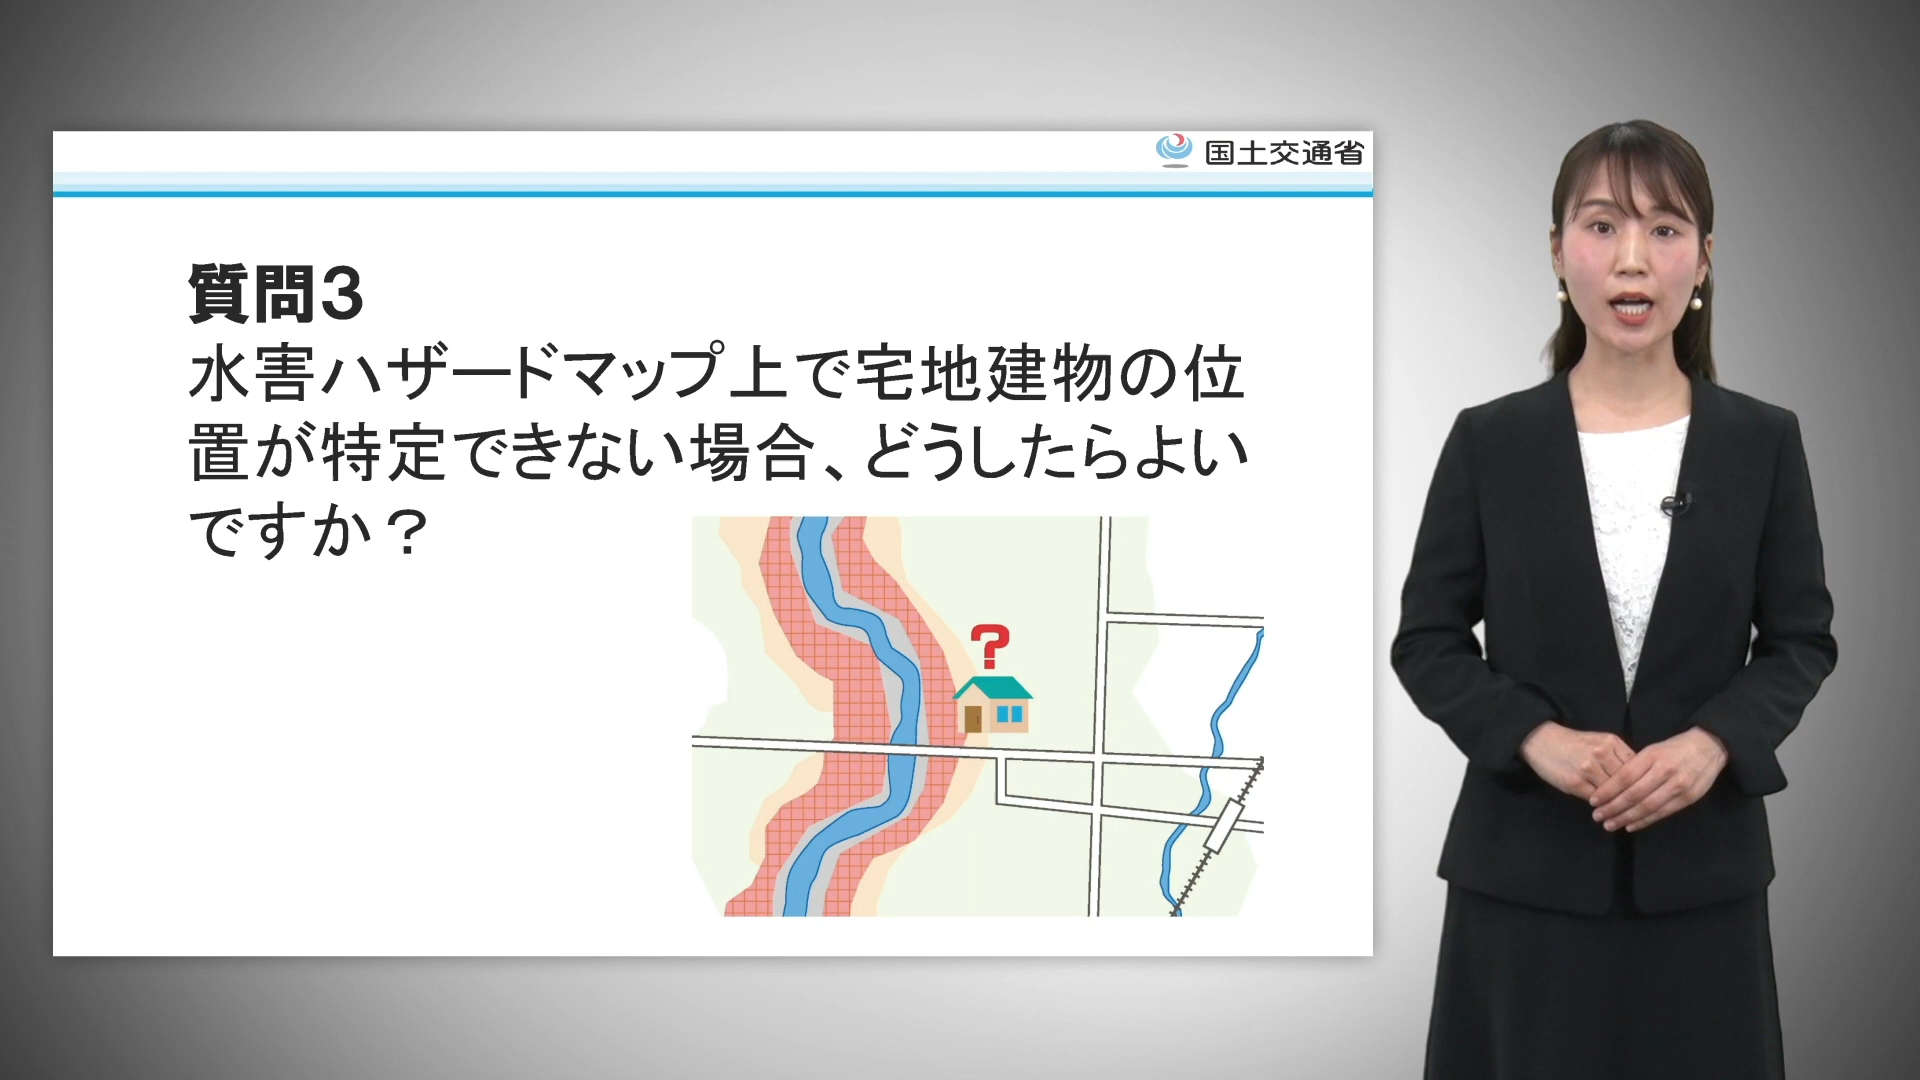 国土交通省
質問3
水害ハザードマップ上で宅地建物の位
置が特定できない場合、どうしたらよい
ですか？
?